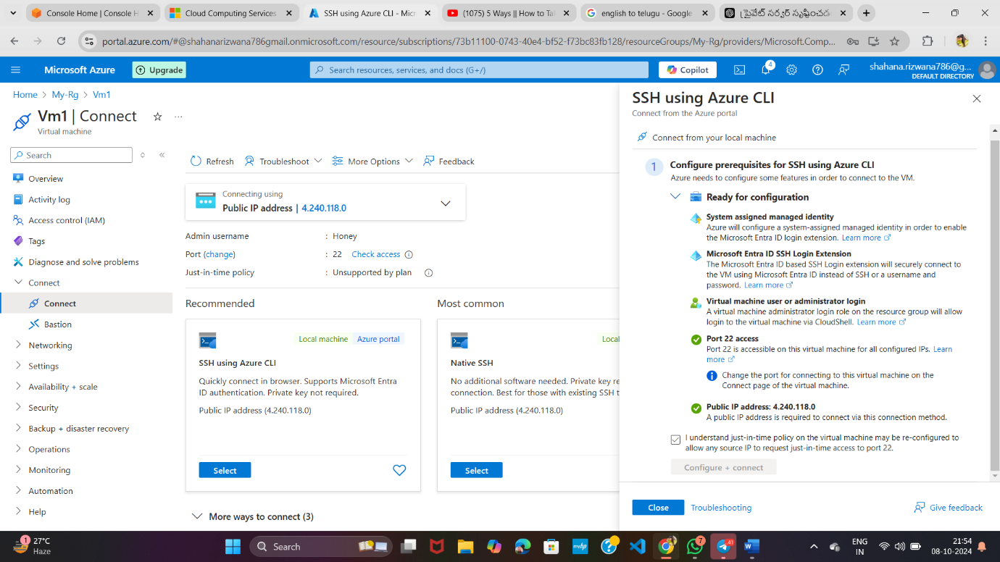 Console Home | Console H
Cloud Computing Services
SSH using Azure CLI - Micr
(1075) 5 Ways || How to Ta
english to telugu - Google
ప్రైవేట్ సర్వర్ సృష్టించడ
portal.azure.com/#@shahanarizwana786gmail.onmicrosoft.com/resource/subscriptions/73b11100-0743-40e4-bf52-f73bc83fb128/resourceGroups/My-Rg/providers/Microsoft.Comp...
Microsoft Azure
Upgrade
Search resources, services, and docs (G+/)
Copilot
4
shahana.rizwana786@g...
DEFAULT DIRECTORY
Home > My-Rg > Vm1
Vm1 | Connect
Virtual machine
Search
Overview
Activity log
Access control (IAM)
Tags
Diagnose and solve problems
Connect
Connect
Bastion
Networking
Settings
Availability + scale
Security
Backup + disaster recovery
Operations
Monitoring
Automation
Help
Refresh
Troubleshoot
More Options
Feedback
Connecting using
Public IP address | 4.240.118.0
Admin username : Honey
Port (change) : 22 Check access
Just-in-time policy : Unsupported by plan
Recommended
Local machine Azure portal
SSH using Azure CLI
Quickly connect in browser. Supports Microsoft Entra
ID authentication. Private key not required.
Public IP address (4.240.118.0)
Select
Most common
Local
Native SSH
No additional software needed. Private key re
connection. Best for those with existing SSH t
Public IP address (4.240.118.0)
Select
More ways to connect (3)
SSH using Azure CLI
Connect from the Azure portal
Connect from your local machine
1
Configure prerequisites for SSH using Azure CLI
Azure needs to configure some features in order to connect to the VM.
Ready for configuration
System assigned managed identity
Azure will configure a system-assigned managed identity in order to enable
the Microsoft Entra ID login extension. Learn more
Microsoft Entra ID SSH Login Extension
The Microsoft Entra ID based SSH Login extension will securely connect to
the VM using Microsoft Entra ID instead of SSH or a username and
password. Learn more
Virtual machine user or administrator login
A virtual machine administrator login role on the resource group will allow
login to the virtual machine via CloudShell. Learn more
Port 22 access
Port 22 is accessible on this virtual machine for all configured IPs. Learn
more
Change the port for connecting to this virtual machine on the
Connect page of the virtual machine.
Public IP address: 4.240.118.0
A public IP address is required to connect via this connection method.
I understand just-in-time policy on the virtual machine may be re-configured to
allow any source IP to request just-in-time access to port 22.
Configure + connect
Close
Troubleshooting
Give feedback
1
27°C
Haze
Search
7
41
ENG
IN
21:54
08-10-2024